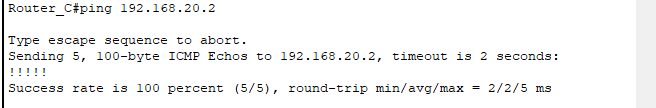 Router_C#ping 192.168.20.2
Type escape sequence to abort.
Sending 5, 100-byte ICMP Echos to 192.168.20.2, timeout is 2 seconds:
!!!!!
Success rate is 100 percent (5/5), round-trip min/avg/max = 2/2/5 ms